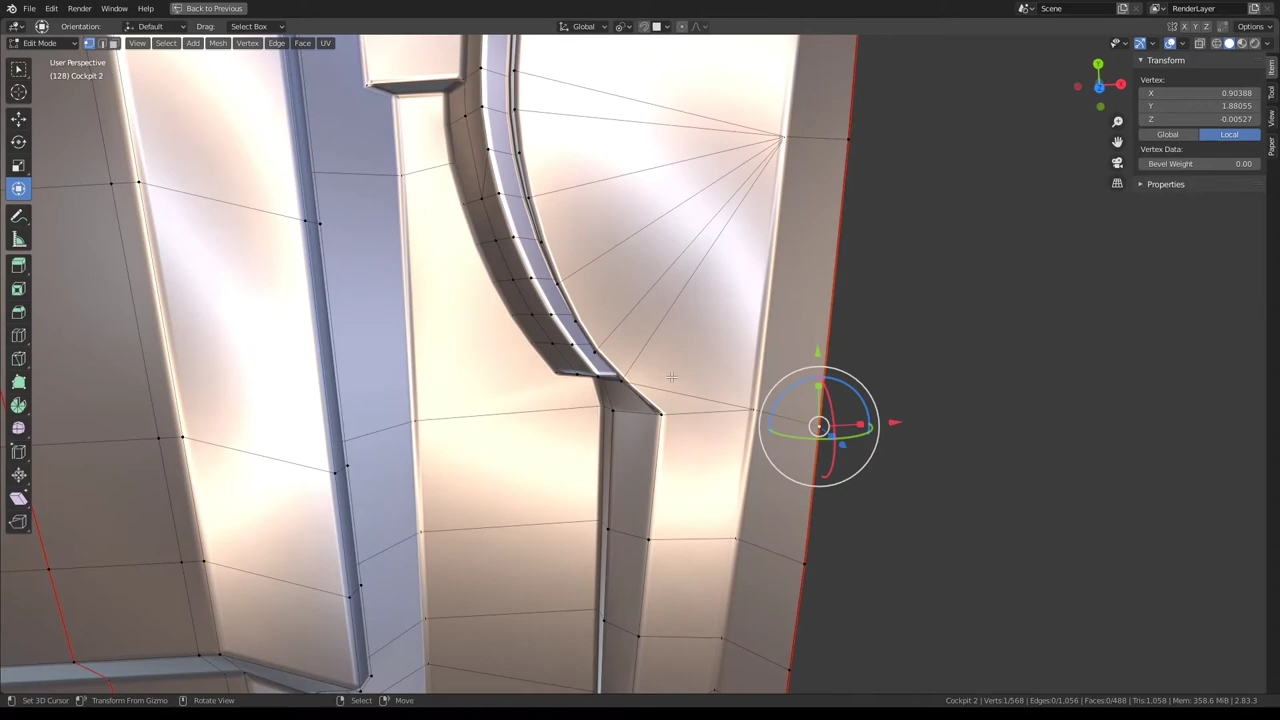 File Edit Render Window Help Back to Previous Scene RenderLayer
Orientation: Default Drag: Select Box Global X Y Z Options
Edit Mode View Select Add Mesh Vertex Edge Face UV
User Perspective
(128) Cockpit 2
Y
X
Z
Transform
Vertex:
X 0.90388
Y 1.88055
Z -0.00527
Global Local
Vertex Data:
Bevel Weight 0.00
Properties
Item
Tool
View
Paper
Set 3D Cursor Transform From Gizmo Rotate View Select Move Cockpit 2 | Verts:1/568 | Edges:0/1,056 | Faces:0/488 | Tris:1,058 | Mem: 358.6 MiB | 2.83.3